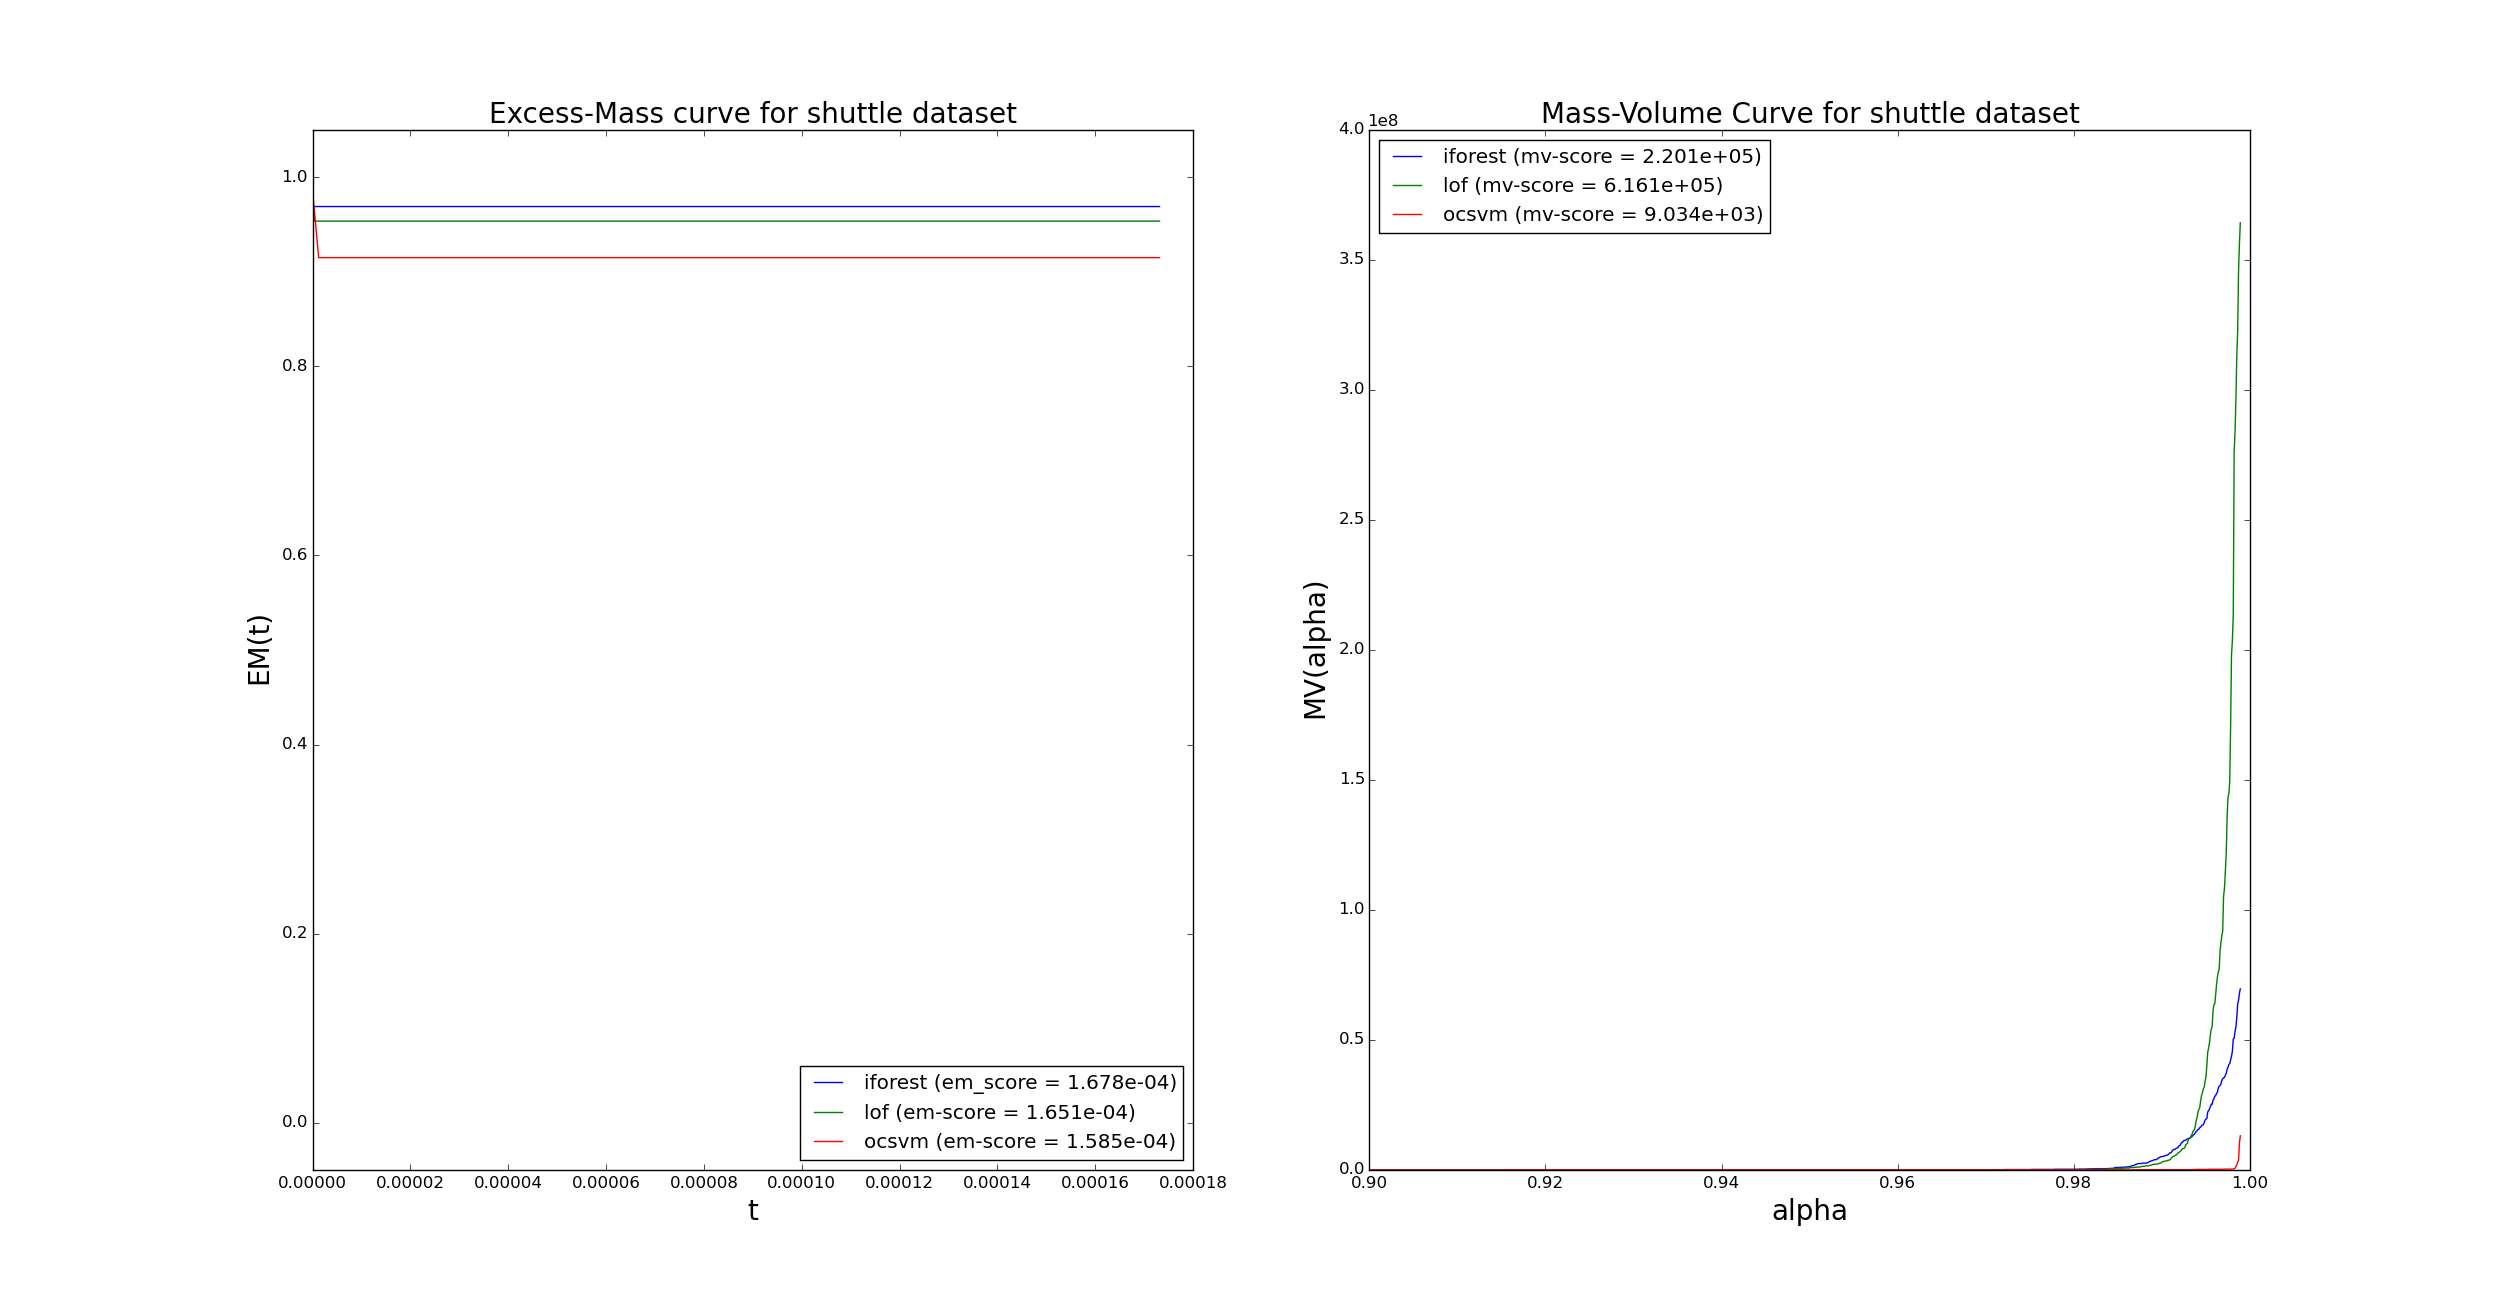 Excess-Mass curve for shuttle dataset
1.0
0.8
0.6
0.4
0.2
0.0
EM(t)
iforest (em_score = 1.678e-04)
lof (em-score = 1.651e-04)
ocsvm (em-score = 1.585e-04)
0.00000 0.00002 0.00004 0.00006 0.00008 0.00010 0.00012 0.00014 0.00016 0.00018
t
Mass-Volume Curve for shuttle dataset
1e8
4.0
3.5
3.0
2.5
2.0
1.5
1.0
0.5
0.0
MV(alpha)
iforest (mv-score = 2.201e+05)
lof (mv-score = 6.161e+05)
ocsvm (mv-score = 9.034e+03)
0.90 0.92 0.94 0.96 0.98 1.00
alpha